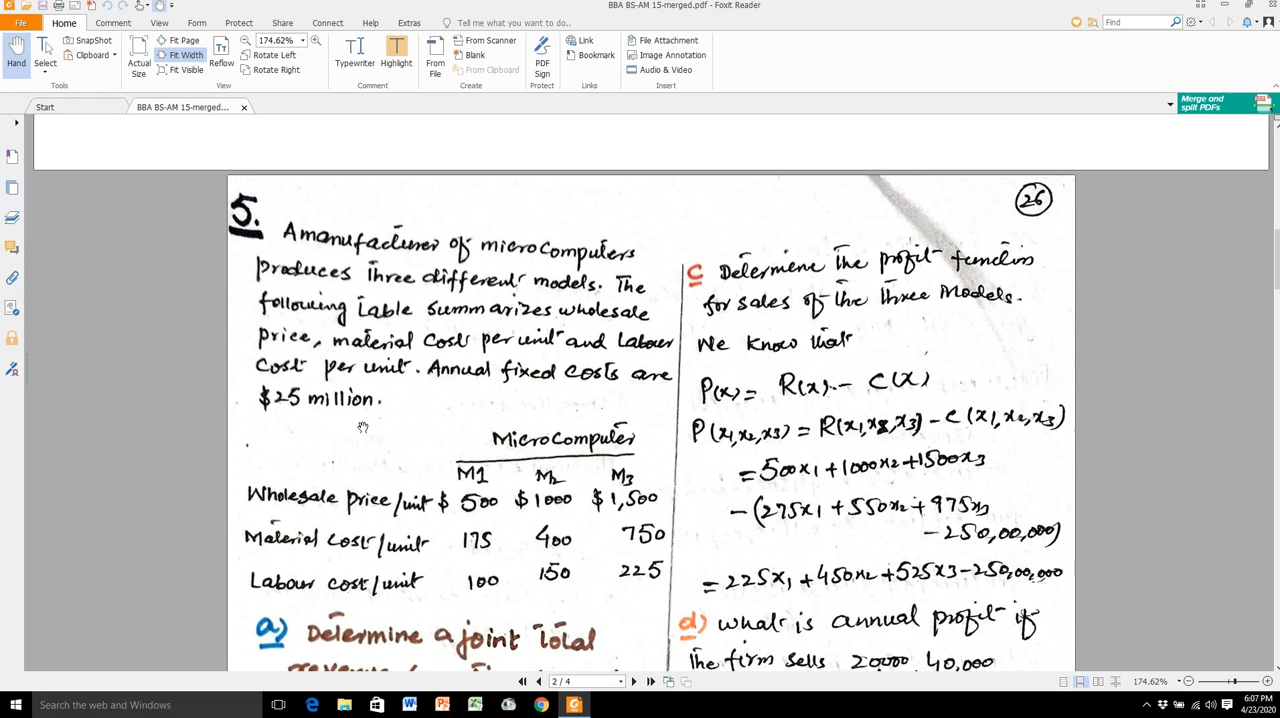 BBA BS-AM 15-merged.pdf - Foxit Reader
File Home Comment View Form Protect Share Connect Help Extras Tell me what you want to do... Find
Hand
Select
SnapShot
Clipboard
Tools
Actual Size
Fit Page
Fit Width
Fit Visible
Reflow
174.62%
Rotate Left
Rotate Right
View
Typewriter
Highlight
Comment
From File
From Scanner
Blank
From Clipboard
Create
PDF Sign
Protect
Link
Bookmark
Links
File Attachment
Image Annotation
Audio & Video
Insert
Start
BBA BS-AM 15-merged...
Merge and split PDFs
26
5.
A manufacturer of microcomputers
produces three different models. The
following table summarizes wholesale
price, material cost per unit and Labour
cost per unit. Annual fixed costs are
$25 million.
Microcomputer
M1 M2 M3
Wholesale price/unit $ 500 $1000 $1,500
Material cost/unit 175 400 750
Labour cost/unit 100 150 225
a) Determine a joint total
C Determine the profit function
for sales of the three Models.
We know that
P(x) = R(x) - C(x)
P(x1,x2,x3) = R(x1,x2,x3) - C(x1,x2,x3)
= 500x1 + 1000x2 + 1500x3
- (275x1 + 550x2 + 975x3
- 250,00,000)
= 225x1 + 450x2 + 525x3 - 250,00,000
d) what is annual profit if
the firm sells 20000 40,000
2 / 4
174.62%
Search the web and Windows
6:07 PM
4/23/2020